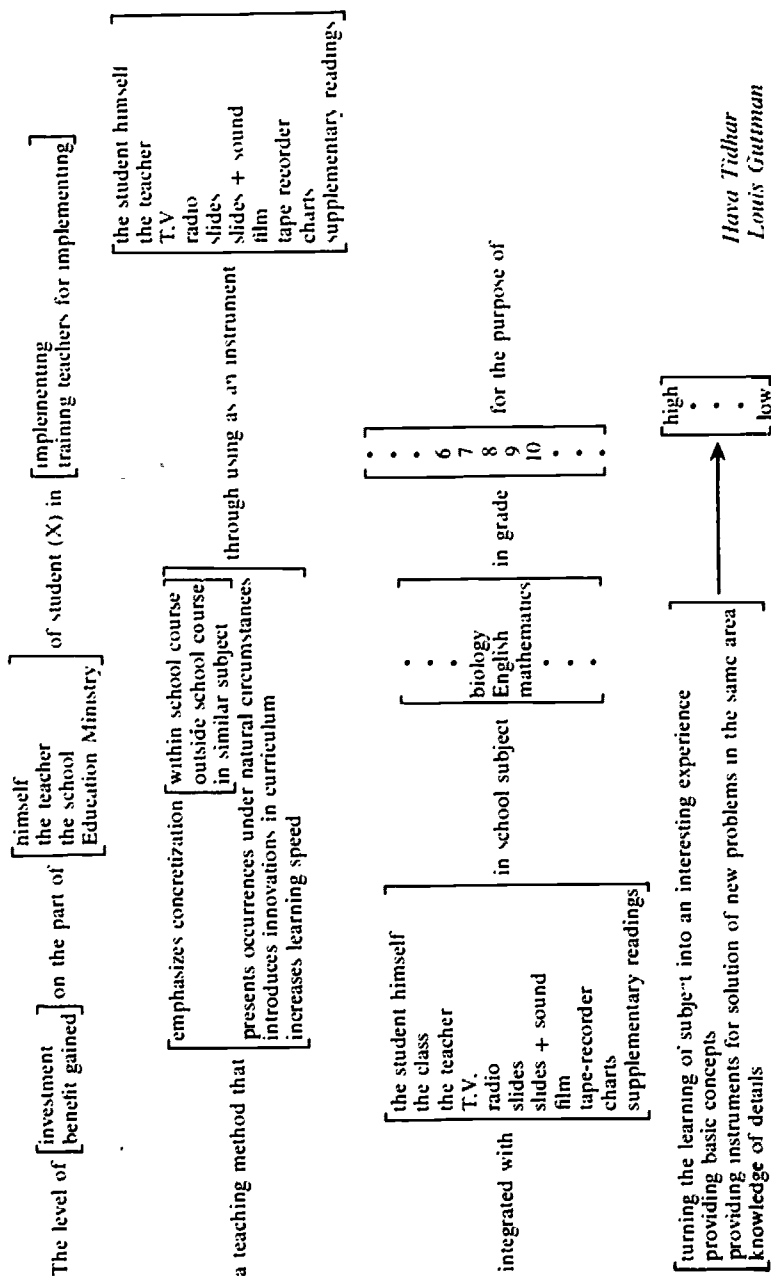 The level of [investment
benefit gained] on the part of [himself
the teacher
the school
Education Ministry] of student (X) in [implementing
training teachers for implementing]
a teaching method that [emphasizes concretization [within school course
outside school course
in similar subject]
presents occurrences under natural circumstances
introduces innovations in curriculum
increases learning speed]
through using as an instrument [the student himself
the teacher
T.V
radio
slides
slides + sound
film
tape recorder
charts
supplementary readings]
integrated with [the student himself
the class
the teacher
T.V.
radio
slides
slides + sound
film
tape-recorder
charts
supplementary readings]
in school subject [•
•
•
biology
English
mathematics
•
•
•]
in grade [•
•
•
6
7
8
9
10
•
•
•]
for the purpose of
[turning the learning of subject into an interesting experience
providing basic concepts
providing instruments for solution of new problems in the same area
knowledge of details] → [high
•
•
•
low]
Hava Tidhar
Louis Guttman